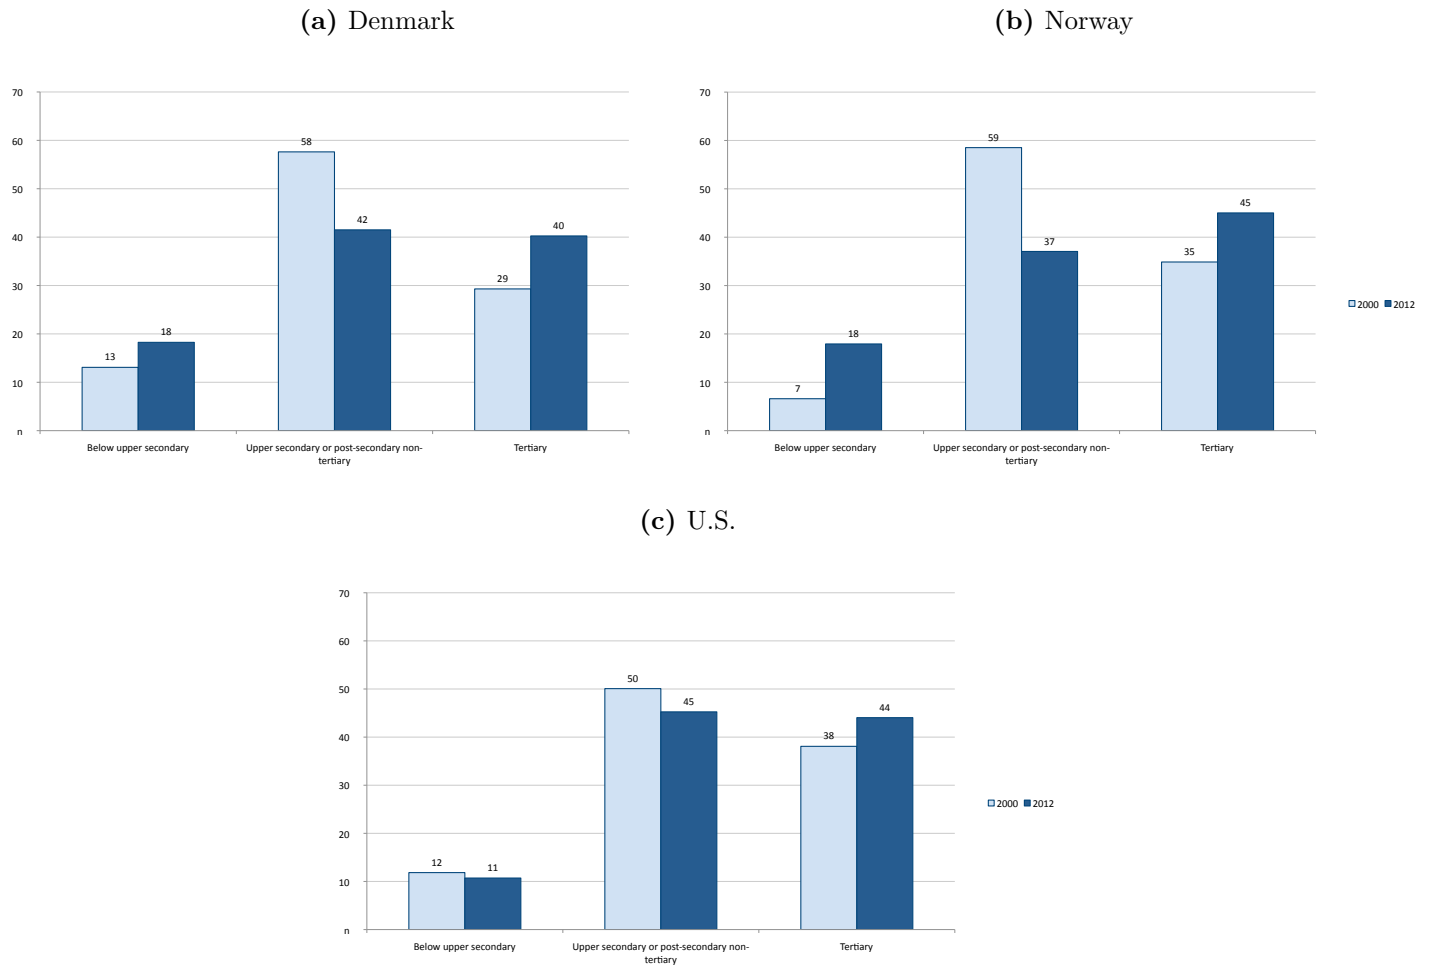 (a) Denmark
70
60
50
40
30
20
10
n
13
18
58
42
29
40
Below upper secondary
Upper secondary or post-secondary non-
tertiary
Tertiary
(b) Norway
70
60
50
40
30
20
10
n
7
18
59
37
35
45
Below upper secondary
Upper secondary or post-secondary non-
tertiary
Tertiary
2000 2012
(c) U.S.
70
60
50
40
30
20
10
n
12
11
50
45
38
44
Below upper secondary
Upper secondary or post-secondary non-
tertiary
Tertiary
2000 2012